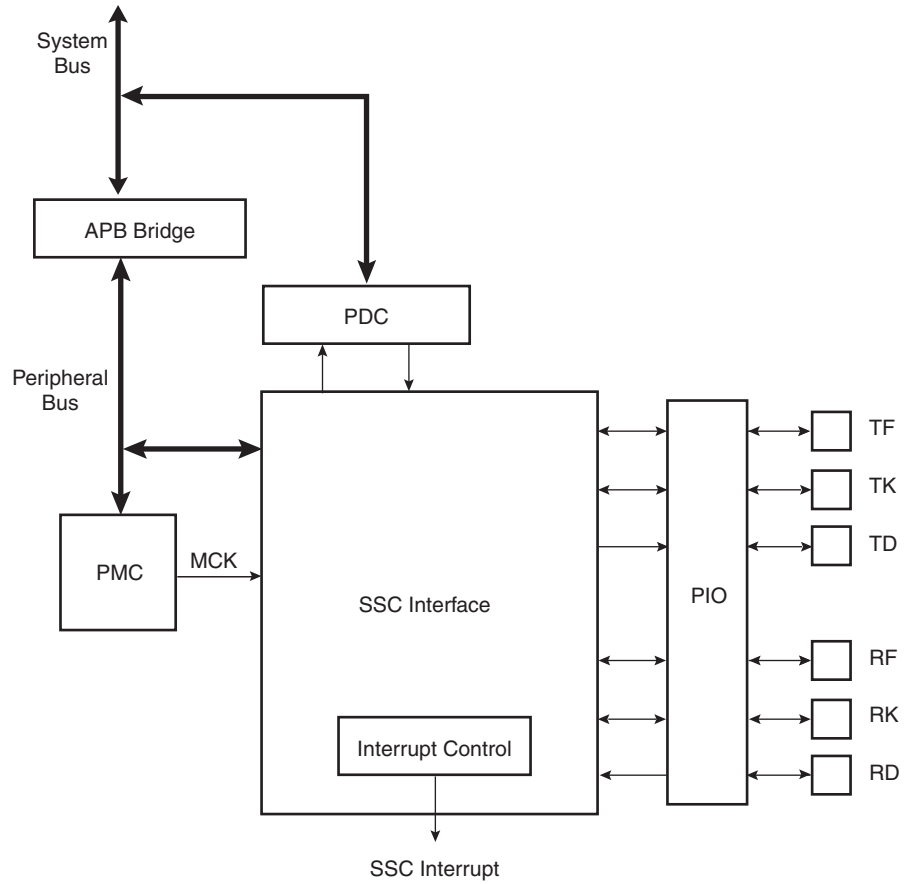 System
Bus
APB Bridge
PDC
Peripheral
Bus
TF
TK
PMC
MCK
TD
SSC Interface
PIO
RF
RK
Interrupt Control
RD
SSC Interrupt